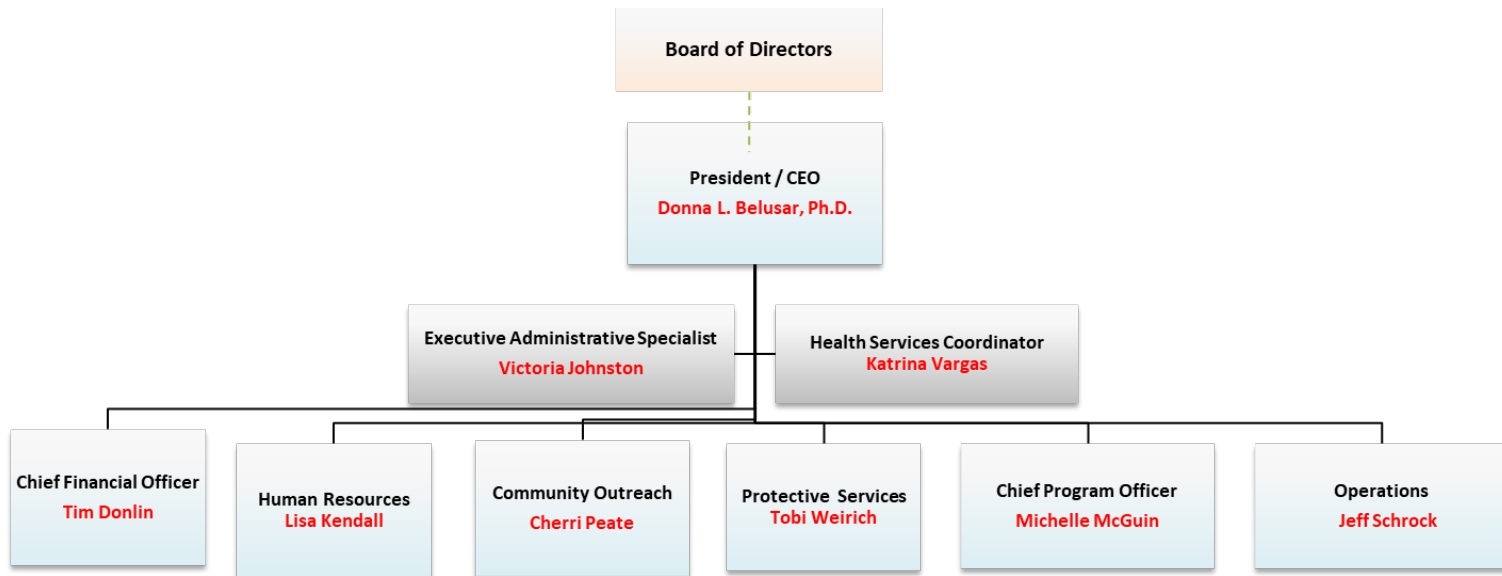 Board of Directors
President / CEO
Donna L. Belusar, Ph.D.
Executive Administrative Specialist
Victoria Johnston
Health Services Coordinator
Katrina Vargas
Chief Financial Officer
Tim Donlin
Human Resources
Lisa Kendall
Community Outreach
Cherri Peate
Protective Services
Tobi Weirich
Chief Program Officer
Michelle McGuin
Operations
Jeff Schrock